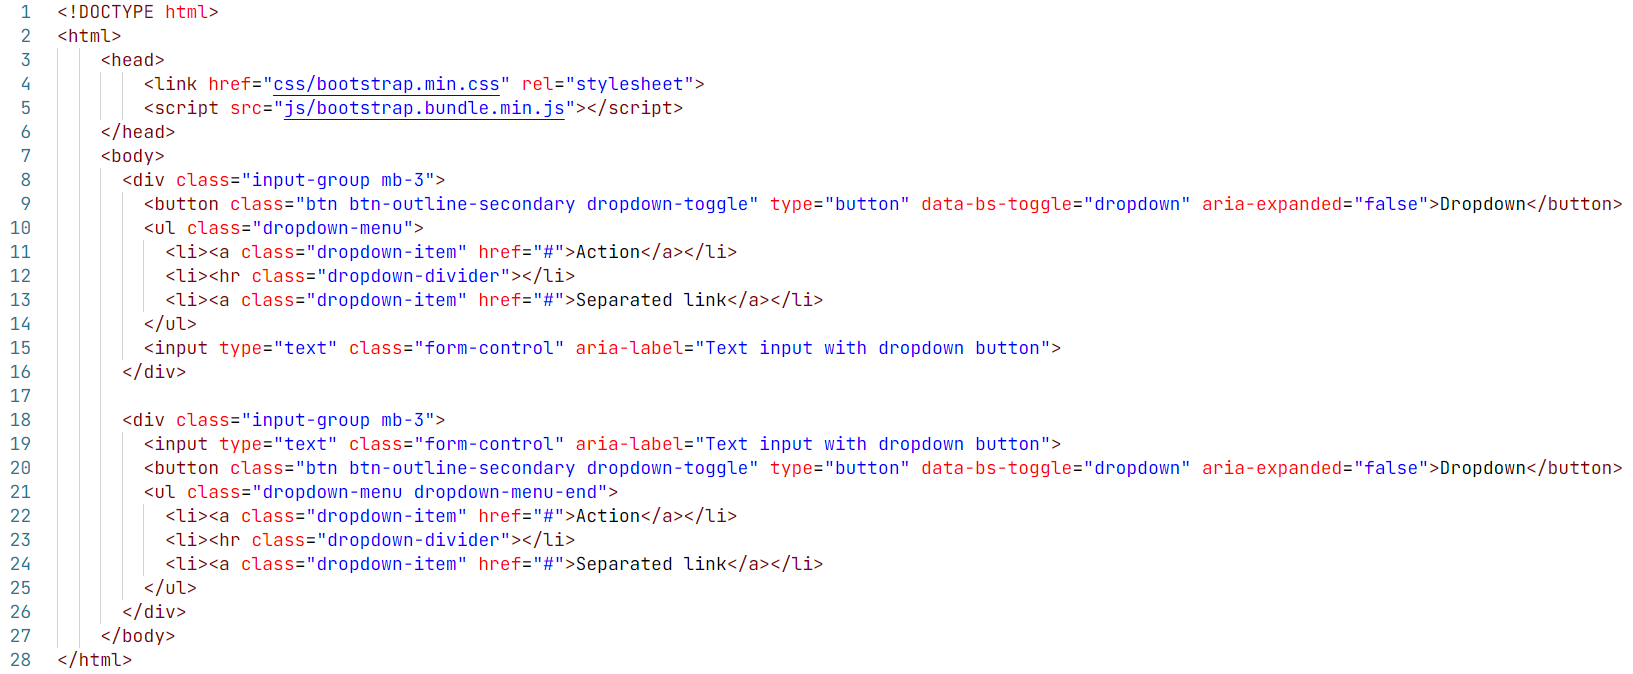 1 <!DOCTYPE html>
2 <html>
3     <head>
4         <link href="css/bootstrap.min.css" rel="stylesheet">
5         <script src="js/bootstrap.bundle.min.js"></script>
6     </head>
7     <body>
8       <div class="input-group mb-3">
9         <button class="btn btn-outline-secondary dropdown-toggle" type="button" data-bs-toggle="dropdown" aria-expanded="false">Dropdown</button>
10         <ul class="dropdown-menu">
11           <li><a class="dropdown-item" href="#">Action</a></li>
12           <li><hr class="dropdown-divider"></li>
13           <li><a class="dropdown-item" href="#">Separated link</a></li>
14         </ul>
15         <input type="text" class="form-control" aria-label="Text input with dropdown button">
16       </div>
17
18       <div class="input-group mb-3">
19         <input type="text" class="form-control" aria-label="Text input with dropdown button">
20         <button class="btn btn-outline-secondary dropdown-toggle" type="button" data-bs-toggle="dropdown" aria-expanded="false">Dropdown</button>
21         <ul class="dropdown-menu dropdown-menu-end">
22           <li><a class="dropdown-item" href="#">Action</a></li>
23           <li><hr class="dropdown-divider"></li>
24           <li><a class="dropdown-item" href="#">Separated link</a></li>
25         </ul>
26       </div>
27     </body>
28 </html>